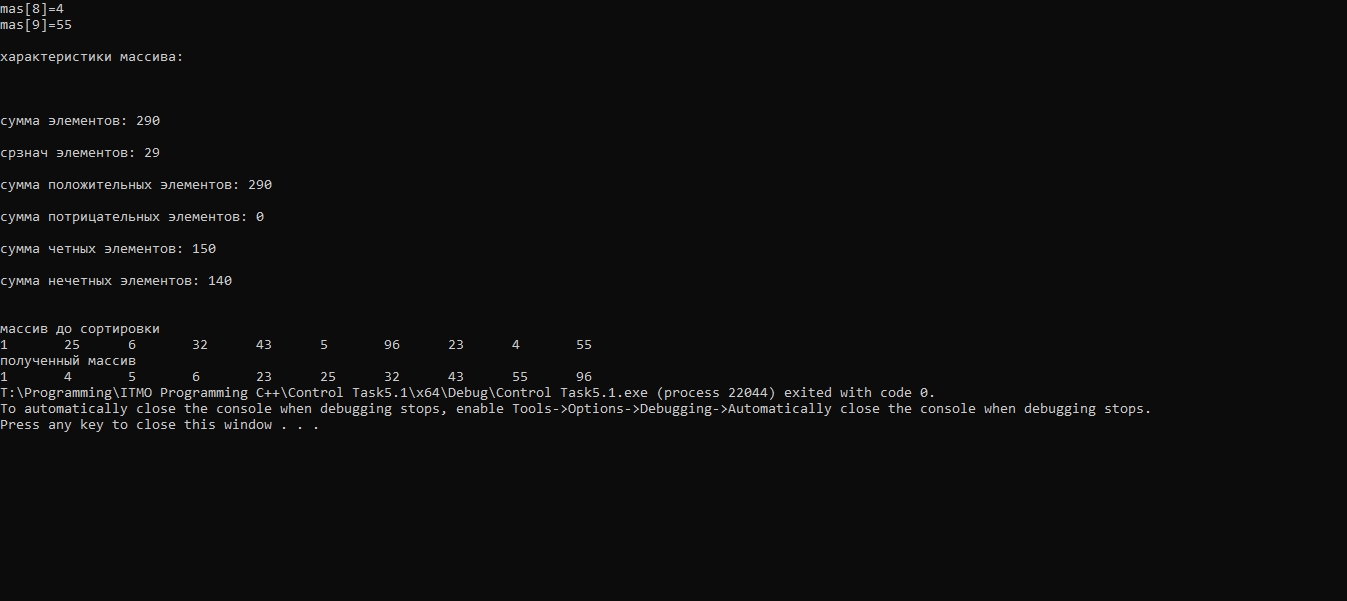 mas[8]=4
mas[9]=55
характеристики массива:
сумма элементов: 290
срзнач элементов: 29
сумма положительных элементов: 290
сумма потрицательных элементов: 0
сумма четных элементов: 150
сумма нечетных элементов: 140
массив до сортировки
1 25 6 32 43 5 96 23 4 55
полученный массив
1 4 5 6 23 25 32 43 55 96
T:\Programming\ITMO Programming C++\Control Task5.1\x64\Debug\Control Task5.1.exe (process 22044) exited with code 0.
To automatically close the console when debugging stops, enable Tools->Options->Debugging->Automatically close the console when debugging stops.
Press any key to close this window . . .